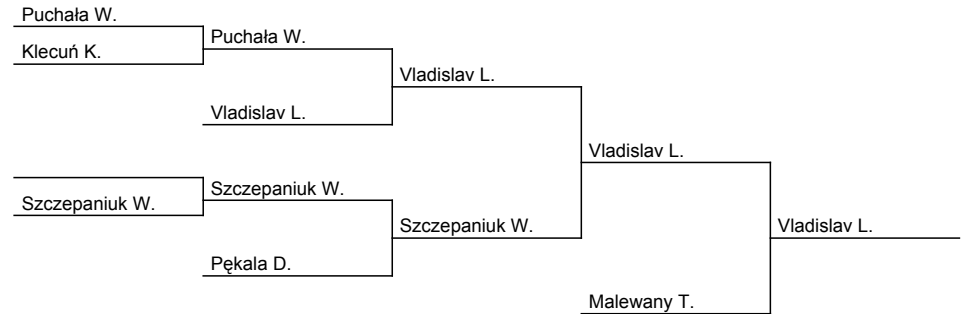 Puchała W.
Klecuń K.
Puchała W.
Vladislav L.
Vladislav L.
Szczepaniuk W.
Szczepaniuk W.
Pękala D.
Szczepaniuk W.
Vladislav L.
Malewany T.
Vladislav L.